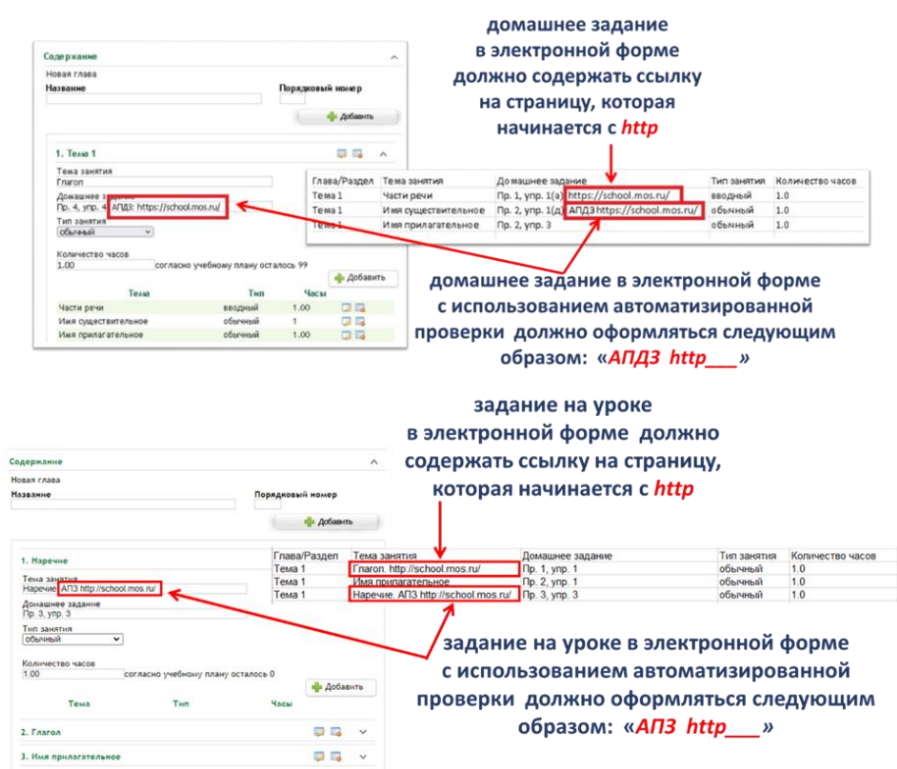 домашнее задание
в электронной форме
должно содержать ссылку
на страницу, которая
начинается с http
Содержание
Новая глава
Название Порядковый номер
Добавить
1. Тема 1
Тема занятия
Глагол
Домашнее задание
Пр. 4, упр. 4 АПДЗ: https://school.mos.ru/
Тип занятия
обычный
Количество часов
1.00 согласно учебному плану осталось 99
Добавить
Тема Тип Часы
Части речи вводный 1.00
Имя существительное обычный 1
Имя прилагательное обычный 1.00
Глава/Раздел Тема занятия Домашнее задание Тип занятия Количество часов
Тема 1 Части речи Пр. 1, упр. 1(а) https://school.mos.ru/ вводный 1.0
Тема 1 Имя существительное Пр. 2, упр. 1(д) АПДЗ https://school.mos.ru/ обычный 1.0
Тема 1 Имя прилагательное Пр. 2, упр. 3 обычный 1.0
домашнее задание в электронной форме
с использованием автоматизированной
проверки должно оформляться следующим
образом: «АПДЗ http___»
задание на уроке
в электронной форме должно
содержать ссылку на страницу,
которая начинается с http
Содержание
Новая глава
Название Порядковый номер
Добавить
1. Наречие
Тема занятия
Наречие. АПЗ http://school.mos.ru/
Домашнее задание
Пр. 3, упр. 3
Тип занятия
обычный
Количество часов
1.00 согласно учебному плану осталось 0
Добавить
Тема Тип Часы
2. Глагол
3. Имя прилагательное
Глава/Раздел Тема занятия Домашнее задание Тип занятия Количество часов
Тема 1 Глагол. http://school.mos.ru/ Пр. 1, упр. 1 обычный 1.0
Тема 1 Имя прилагательное Пр. 2, упр. 1 обычный 1.0
Тема 1 Наречие. АПЗ http://school.mos.ru/ Пр. 3, упр. 3 обычный 1.0
задание на уроке в электронной форме
с использованием автоматизированной
проверки должно оформляться следующим
образом: «АПЗ http___»